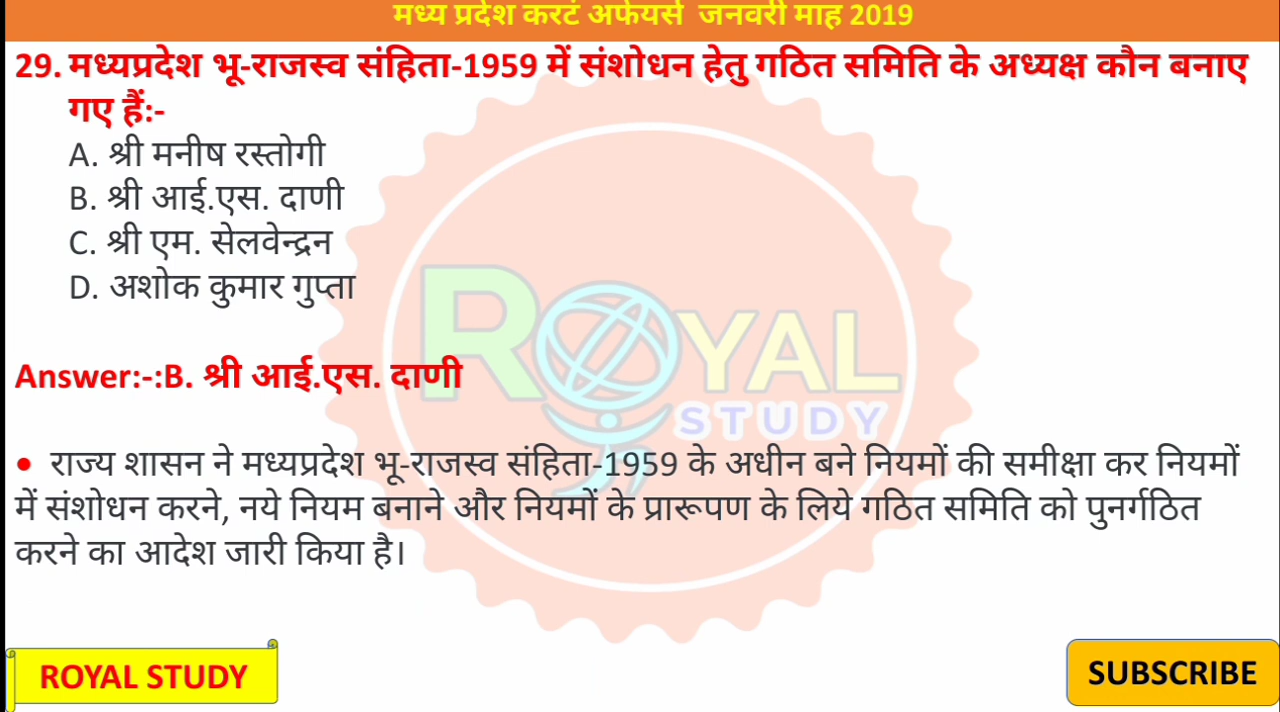 मध्य प्रदेश करटं अफेयर्स जनवरी माह 2019
29. मध्यप्रदेश भू-राजस्व संहिता-1959 में संशोधन हेतु गठित समिति के अध्यक्ष कौन बनाए
गए हैं:-
A. श्री मनीष रस्तोगी
B. श्री आई.एस. दाणी
C. श्री एम. सेलवेन्द्रन
D. अशोक कुमार गुप्ता
ROYAL
STUDY
Answer:-:B. श्री आई.एस. दाणी
• राज्य शासन ने मध्यप्रदेश भू-राजस्व संहिता-1959 के अधीन बने नियमों की समीक्षा कर नियमों
में संशोधन करने, नये नियम बनाने और नियमों के प्रारूपण के लिये गठित समिति को पुनर्गठित
करने का आदेश जारी किया है।
ROYAL STUDY
SUBSCRIBE